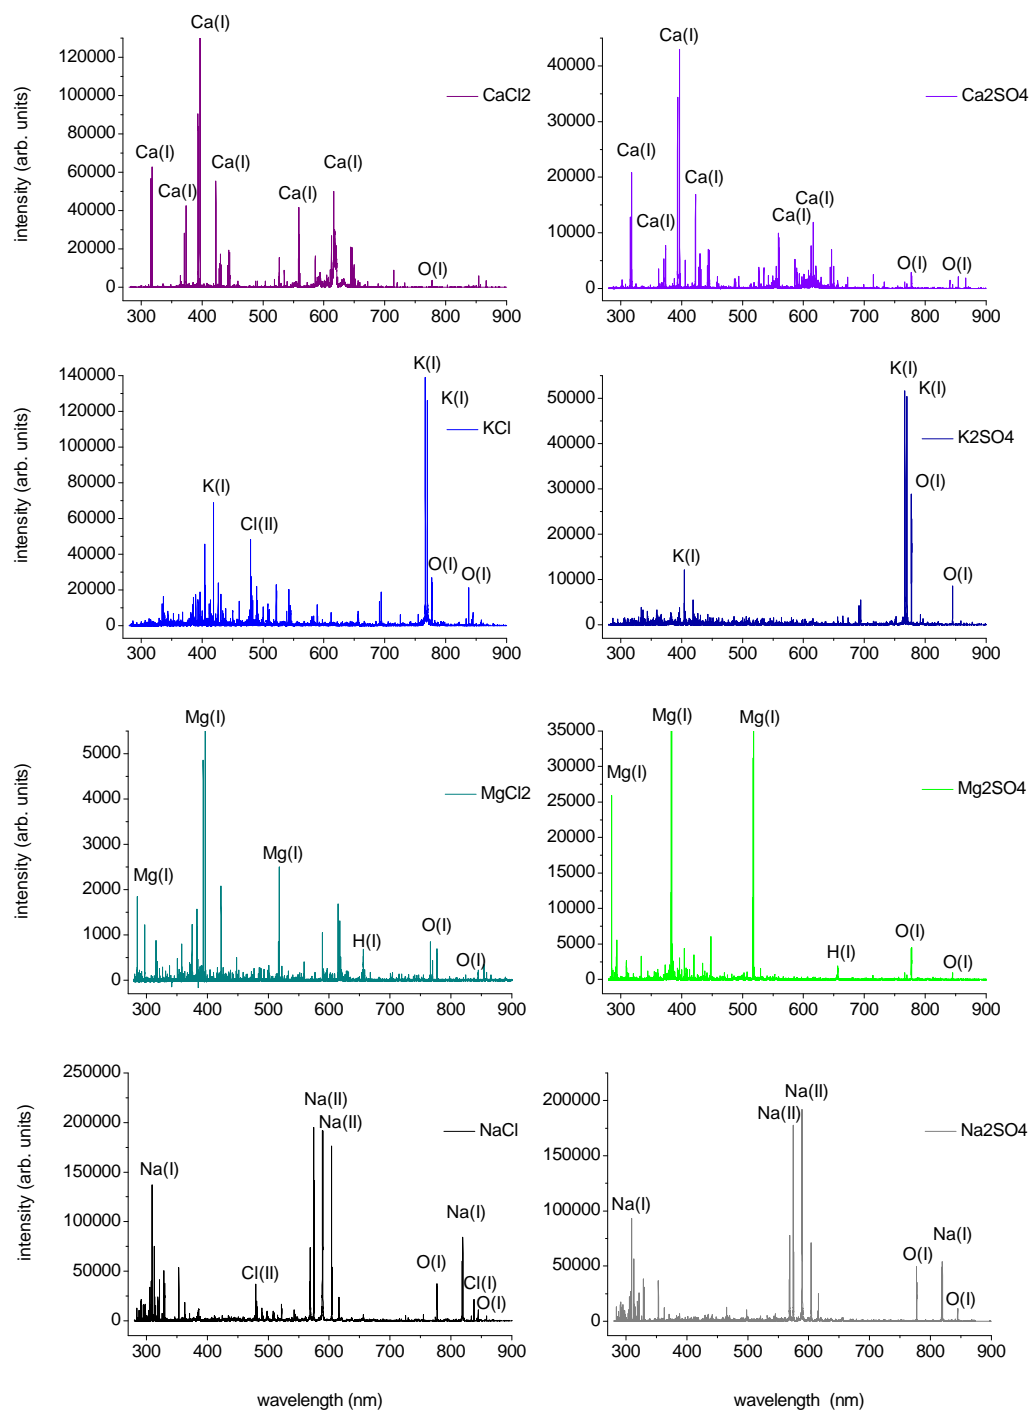 Ca(I)
120000
100000
80000
60000
40000
20000
0
intensity (arb. units)
CaCl2
Ca(I)
Ca(I)
Ca(I)
Ca(I)
Ca(I)
O(I)
300 400 500 600 700 800 900
Ca(I)
40000
30000
20000
10000
0
Ca2SO4
Ca(I)
Ca(I)
Ca(I)
Ca(I)
Ca(I)
O(I)
O(I)
300 400 500 600 700 800 900
K(I)
140000
120000
100000
80000
60000
40000
20000
0
intensity (arb. units)
K(I)
KCl
K(I)
Cl(II)
O(I)
O(I)
300 400 500 600 700 800 900
K(I)
K(I)
50000
40000
30000
20000
10000
0
K2SO4
O(I)
K(I)
O(I)
300 400 500 600 700 800 900
Mg(I)
5000
4000
3000
2000
1000
0
intensity (arb. units)
MgCl2
Mg(I)
Mg(I)
H(I)
O(I)
O(I)
300 400 500 600 700 800 900
Mg(I)
Mg(I)
35000
30000
25000
20000
15000
10000
5000
0
Mg(I)
Mg2SO4
H(I)
O(I)
O(I)
300 400 500 600 700 800 900
250000
200000
150000
100000
50000
0
intensity (arb. units)
Na(II)
Na(II)
NaCl
Na(I)
Na(I)
Cl(II)
O(I)
Cl(I)
O(I)
300 400 500 600 700 800 900
wavelength (nm)
200000
150000
100000
50000
0
Na(II)
Na(II)
Na2SO4
Na(I)
Na(I)
O(I)
O(I)
300 400 500 600 700 800 900
wavelength (nm)